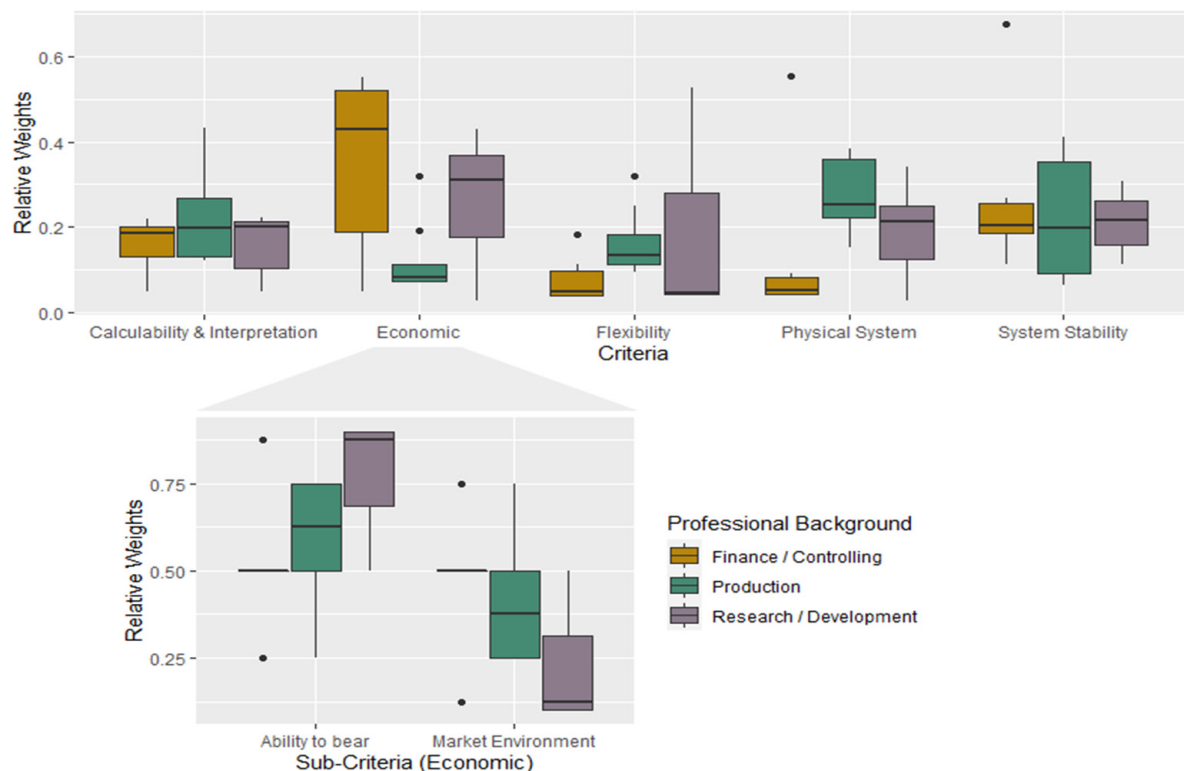 0.6
0.4
0.2
0.0
Relative Weights
Calculability & Interpretation Economic Flexibility Physical System System Stability
Criteria
0.75
0.50
0.25
Relative Weights
Ability to bear Market Environment
Sub-Criteria (Economic)
Professional Background
Finance / Controlling
Production
Research / Development